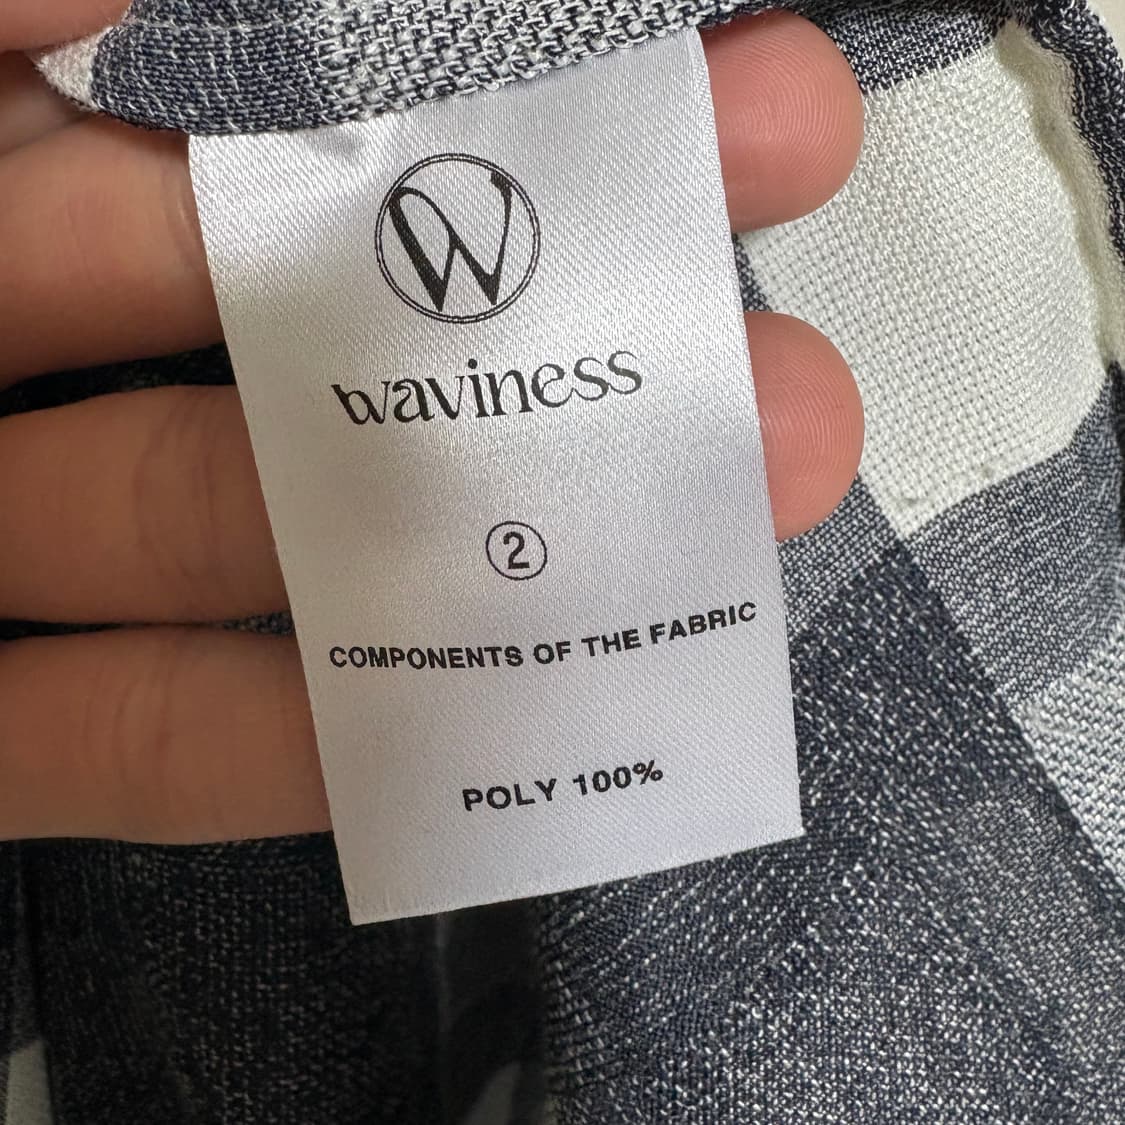 W
waviness
②
COMPONENTS OF THE FABRIC
POLY 100%